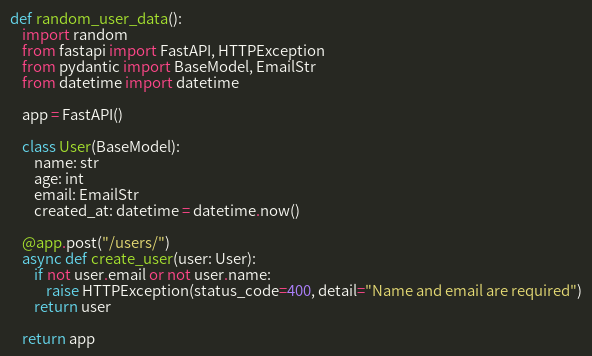 def random_user_data():
    import random
    from fastapi import FastAPI, HTTPException
    from pydantic import BaseModel, EmailStr
    from datetime import datetime

    app = FastAPI()

    class User(BaseModel):
        name: str
        age: int
        email: EmailStr
        created_at: datetime = datetime.now()

    @app.post("/users/")
    async def create_user(user: User):
        if not user.email or not user.name:
            raise HTTPException(status_code=400, detail="Name and email are required")
        return user

    return app